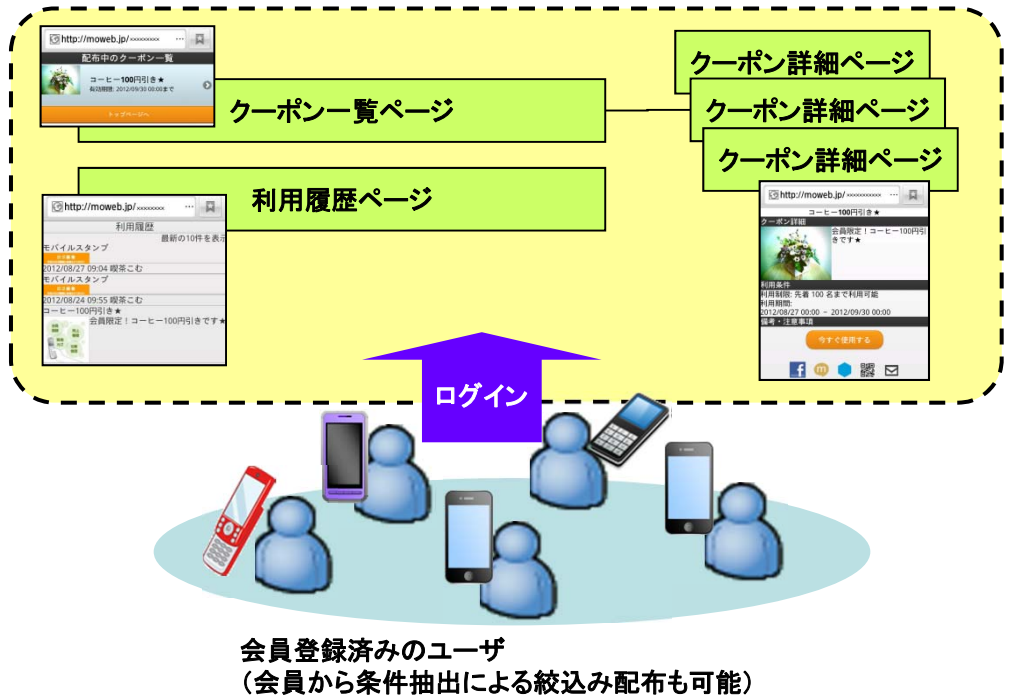 http://moweb.jp/×××××××× ···
配布中のクーポン一覧
コーヒー100円引き★
有効期限: 2012/09/30 00:00まで
トップページへ
クーポン一覧ページ
クーポン詳細ページ
クーポン詳細ページ
クーポン詳細ページ
利用履歴ページ
http://moweb.jp/×××××××× ···
利用履歴
最新の10件を表示
モバイルスタンプ
2012/08/27 09:04 喫茶こむ
モバイルスタンプ
2012/08/24 09:55 喫茶こむ
コーヒー100円引き★
会員限定！コーヒー100円引きです★
http://moweb.jp/×××××××× ···
コーヒー100円引き★
クーポン詳細
会員限定！コーヒー100円引
きです★
利用条件
利用制限: 先着 100 名まで利用可能
利用期間:
2012/08/27 00:00 ~ 2012/09/30 00:00
備考・注意事項
今すぐ使用する
ログイン
会員登録済みのユーザ
（会員から条件抽出による絞込み配布も可能）